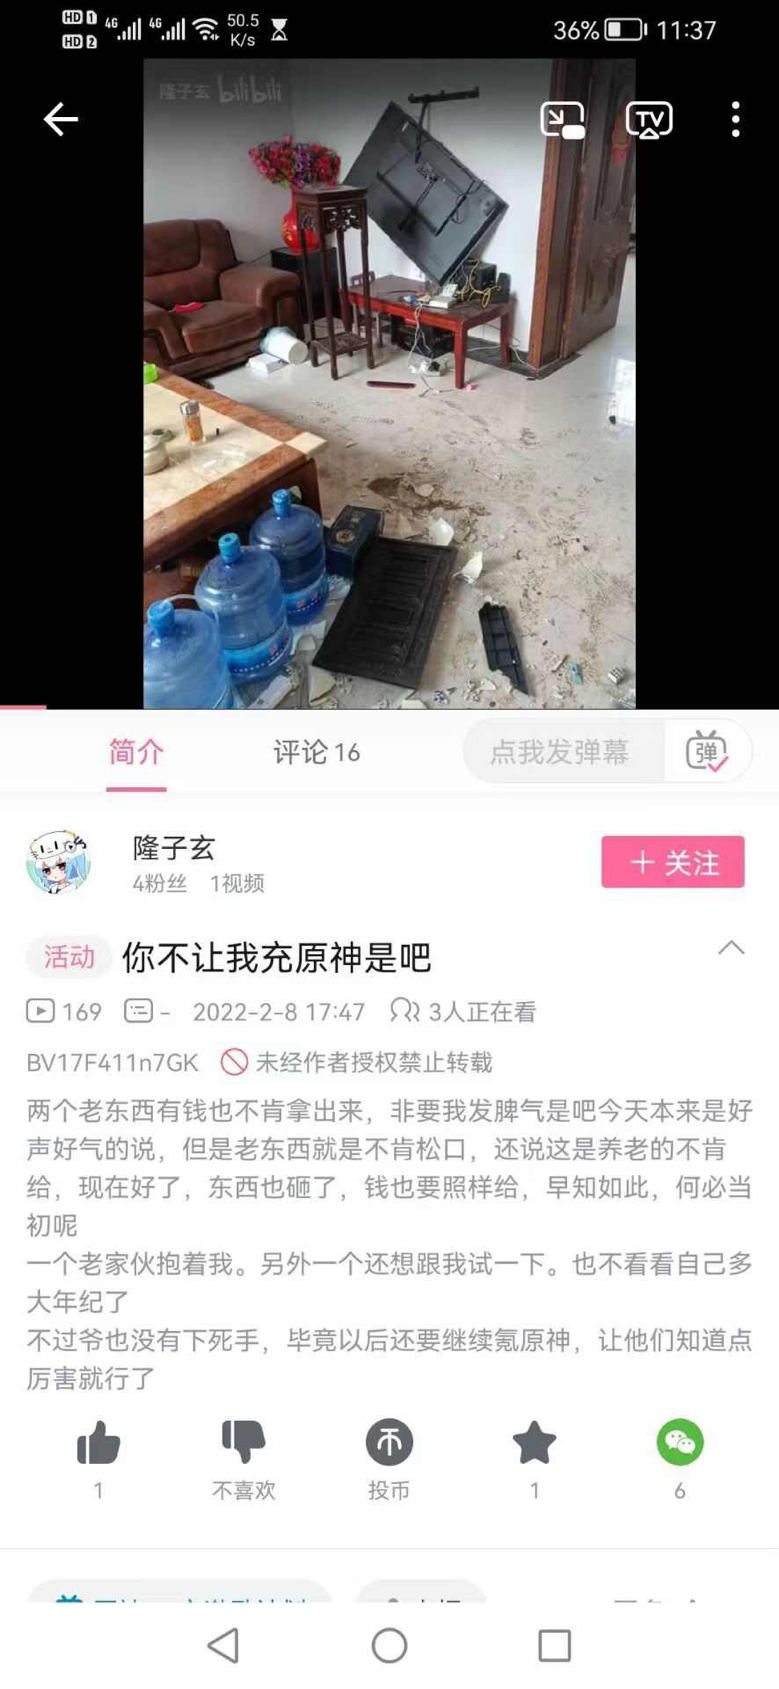 HD 1 4G 4G 50.5 36% 11:37
HD 2 K/s
隆子玄 bilibili
TV
简介 评论 16 点我发弹幕 弹
隆子玄
4粉丝 1视频
+ 关注
活动 你不让我充原神是吧
169 - 2022-2-8 17:47 3人正在看
BV17F411n7GK 未经作者授权禁止转载
两个老东西有钱也不肯拿出来，非要我发脾气是吧今天本来是好
声好气的说，但是老东西就是不肯松口，还说这是养老的不肯
给，现在好了，东西也砸了，钱也要照样给，早知如此，何必当
初呢
一个老家伙抱着我。另外一个还想跟我试一下。也不看看自己多
大年纪了
不过爷也没有下死手，毕竟以后还要继续氪原神，让他们知道点
厉害就行了
1 不喜欢 投币 1 6